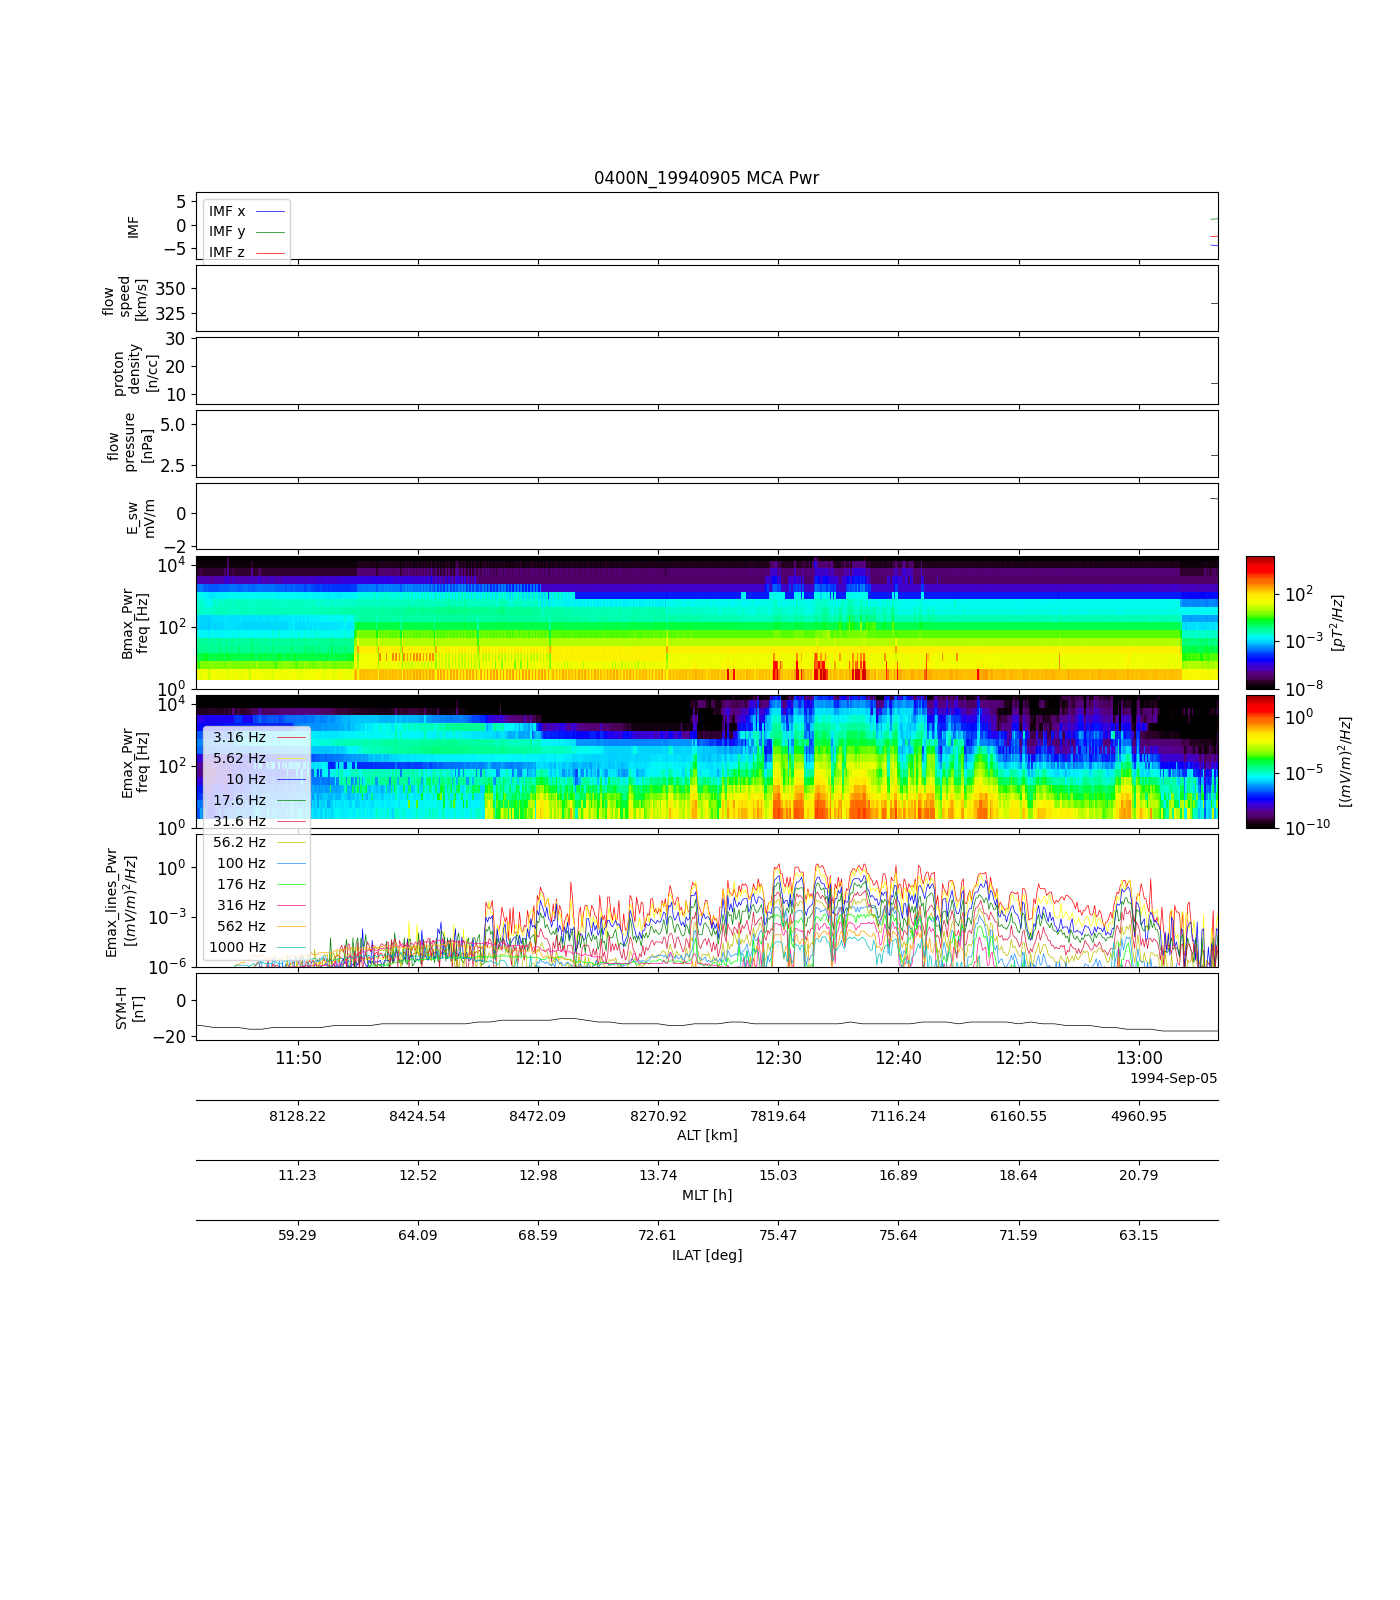 0400N_19940905 MCA Pwr
IMF
5
0
−5
IMF x
IMF y
IMF z
flow
speed
[km/s]
350
325
proton
density
[n/cc]
30
20
10
flow
pressure
[nPa]
5.0
2.5
E_sw
mV/m
0
−2
Bmax_Pwr
freq [Hz]
10^4
10^2
10^0
10^2
10^−3
10^−8
[pT^2/Hz]
Emax_Pwr
freq [Hz]
10^4
10^2
10^0
10^0
10^−5
10^−10
[(mV/m)^2/Hz]
3.16 Hz
5.62 Hz
10 Hz
17.6 Hz
31.6 Hz
56.2 Hz
100 Hz
176 Hz
316 Hz
562 Hz
1000 Hz
Emax_lines_Pwr
[(mV/m)^2/Hz]
10^0
10^−3
10^−6
SYM-H
[nT]
0
−20
11:50 12:00 12:10 12:20 12:30 12:40 12:50 13:00
1994-Sep-05
8128.22 8424.54 8472.09 8270.92 7819.64 7116.24 6160.55 4960.95
ALT [km]
11.23 12.52 12.98 13.74 15.03 16.89 18.64 20.79
MLT [h]
59.29 64.09 68.59 72.61 75.47 75.64 71.59 63.15
ILAT [deg]